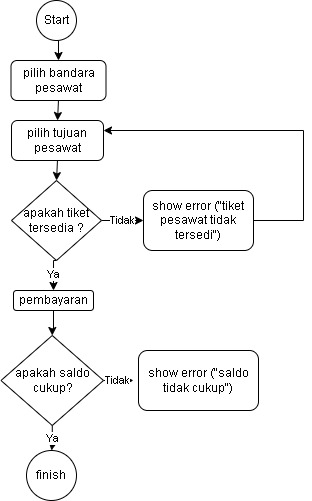 Start
pilih bandara
pesawat
pilih tujuan
pesawat
apakah tiket
tersedia ?
Tidak
show error ("tiket
pesawat tidak
tersedi")
Ya
pembayaran
apakah saldo
cukup?
Tidak
show error ("saldo
tidak cukup")
Ya
finish